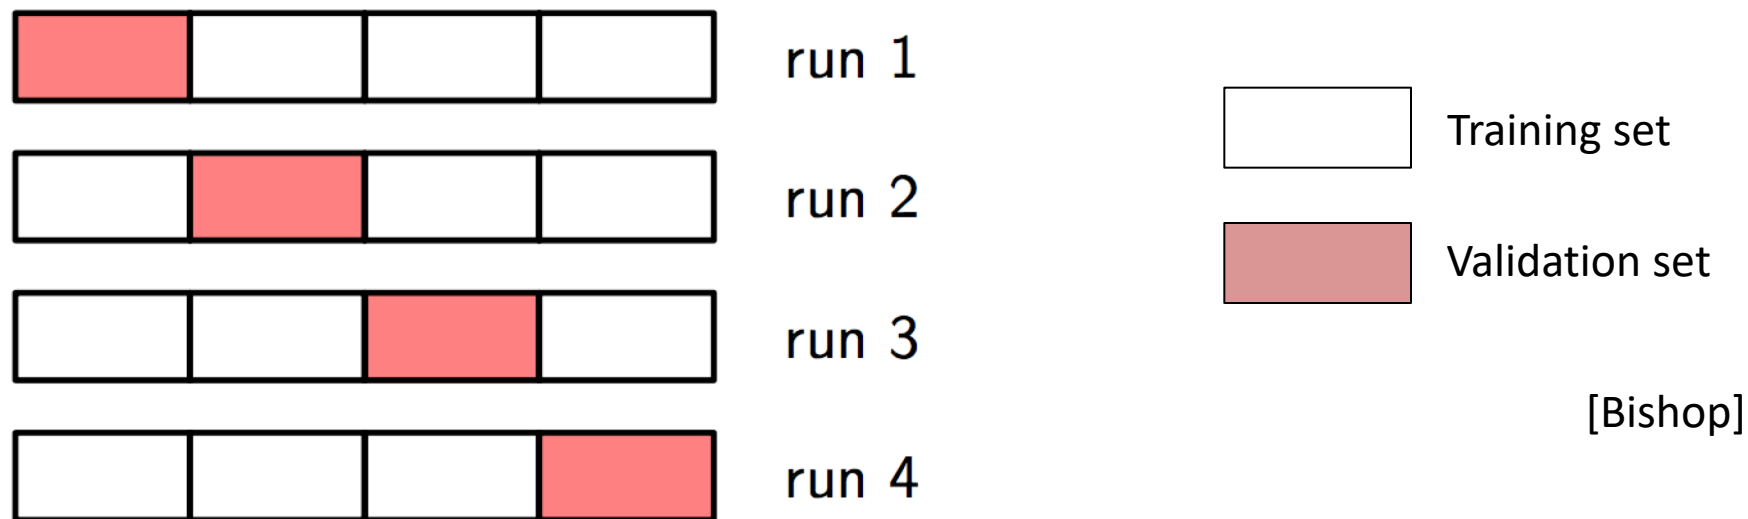 run 1
run 2
run 3
run 4
Training set
Validation set
[Bishop]